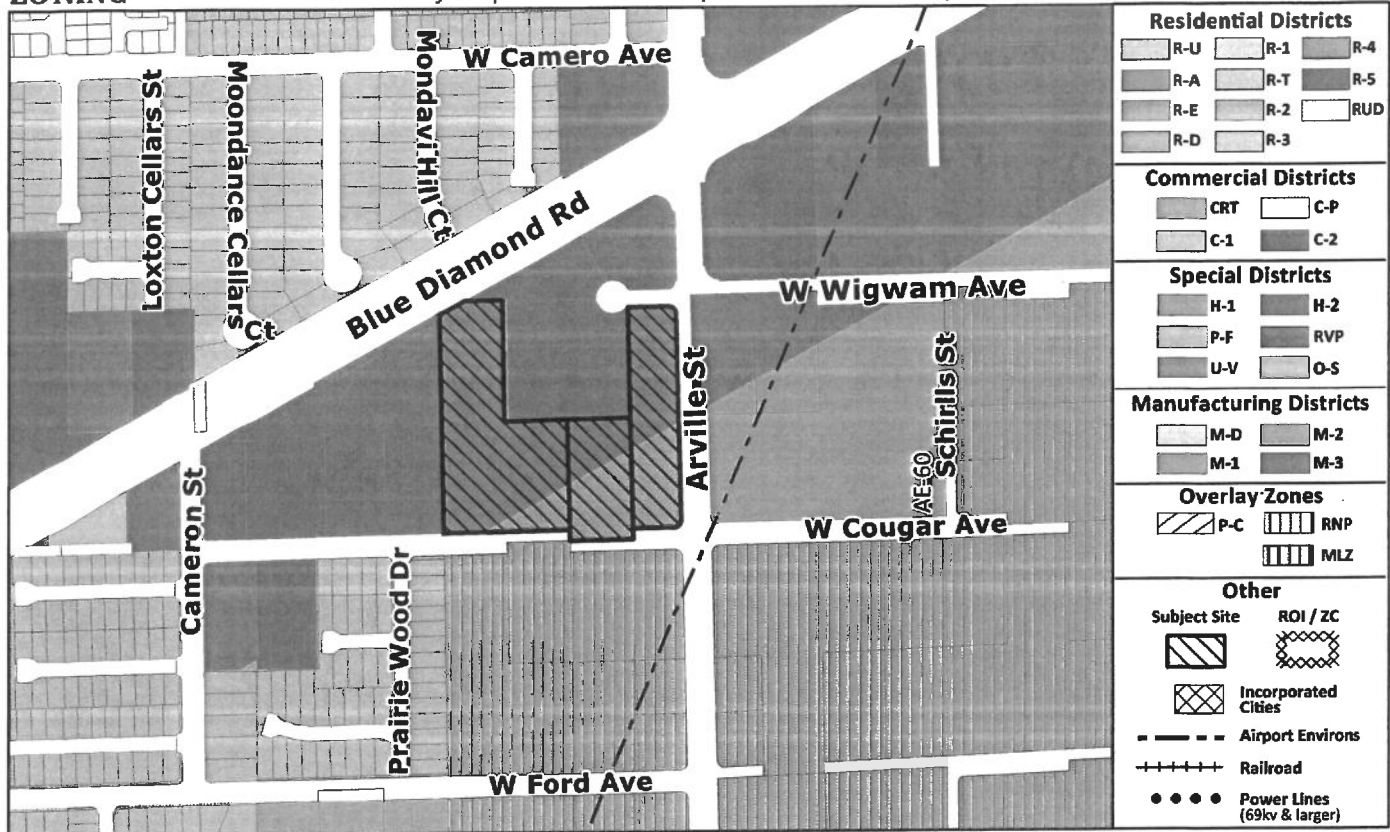 W Camero Ave
Loxton Cellars St
Moondance Cellars
Ct
Mondavi Hill Ct
Blue Diamond Rd
W Wigwam Ave
Arville St
Schirlls St
AE-60
W Cougar Ave
Cameron St
Prairie Wood Dr
W Ford Ave
Residential Districts
R-U R-1 R-4
R-A R-T R-5
R-E R-2 RUD
R-D R-3
Commercial Districts
CRT C-P
C-1 C-2
Special Districts
H-1 H-2
P-F RVP
U-V O-S
Manufacturing Districts
M-D M-2
M-1 M-3
Overlay Zones
P-C RNP
MLZ
Other
Subject Site ROI / ZC
Incorporated
Cities
Airport Environs
Railroad
Power Lines
(69kv & larger)